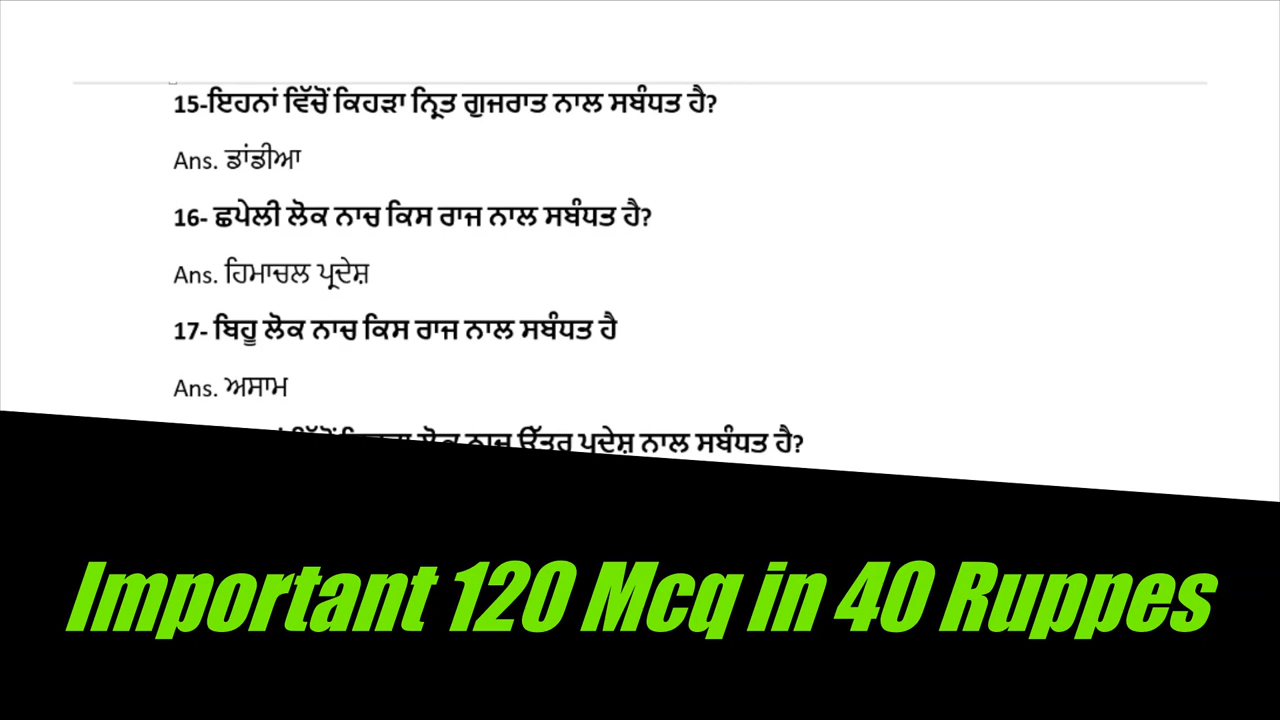 15-ਇਹਨਾਂ ਵਿੱਚੋਂ ਕਿਹੜਾ ਨ੍ਰਿਤ ਗੁਜਰਾਤ ਨਾਲ ਸਬੰਧਤ ਹੈ?
Ans. ਡਾਂਡੀਆ
16- ਛਪੇਲੀ ਲੋਕ ਨਾਚ ਕਿਸ ਰਾਜ ਨਾਲ ਸਬੰਧਤ ਹੈ?
Ans. ਹਿਮਾਚਲ ਪ੍ਰਦੇਸ਼
17- ਬਿਹੂ ਲੋਕ ਨਾਚ ਕਿਸ ਰਾਜ ਨਾਲ ਸਬੰਧਤ ਹੈ
Ans. ਅਸਾਮ
ਲੋਕ ਨਾਚ ਉੱਤਰ ਪ੍ਰਦੇਸ਼ ਨਾਲ ਸਬੰਧਤ ਹੈ?
Important 120 Mcq in 40 Ruppes